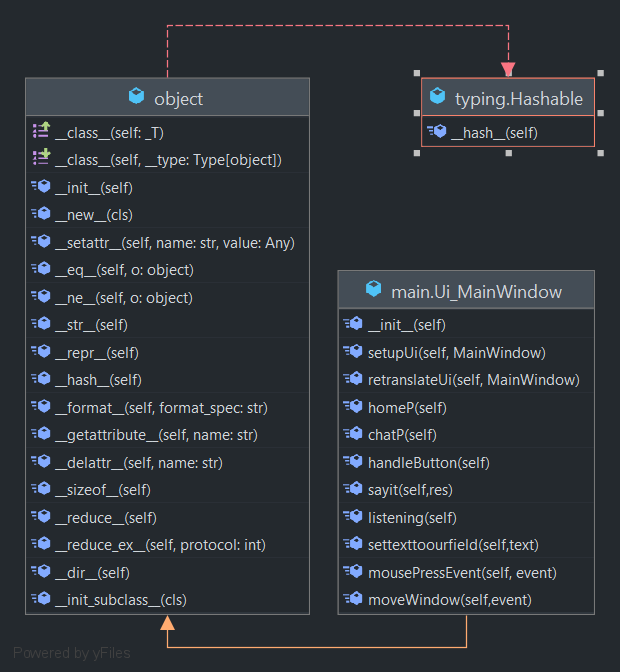 object
__class__(self: _T)
__class__(self, __type: Type[object])
__init__(self)
__new__(cls)
__setattr__(self, name: str, value: Any)
__eq__(self, o: object)
__ne__(self, o: object)
__str__(self)
__repr__(self)
__hash__(self)
__format__(self, format_spec: str)
__getattribute__(self, name: str)
__delattr__(self, name: str)
__sizeof__(self)
__reduce__(self)
__reduce_ex__(self, protocol: int)
__dir__(self)
__init_subclass__(cls)
typing.Hashable
__hash__(self)
main.Ui_MainWindow
__init__(self)
setupUi(self, MainWindow)
retranslateUi(self, MainWindow)
homeP(self)
chatP(self)
handleButton(self)
sayit(self,res)
listening(self)
settexttoourfield(self,text)
mousePressEvent(self, event)
moveWindow(self,event)
Powered by yFiles